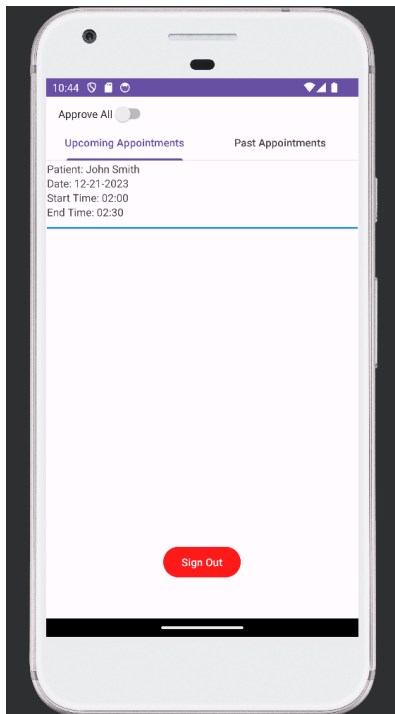 10:44
Approve All
Upcoming Appointments Past Appointments
Patient: John Smith
Date: 12-21-2023
Start Time: 02:00
End Time: 02:30
Sign Out